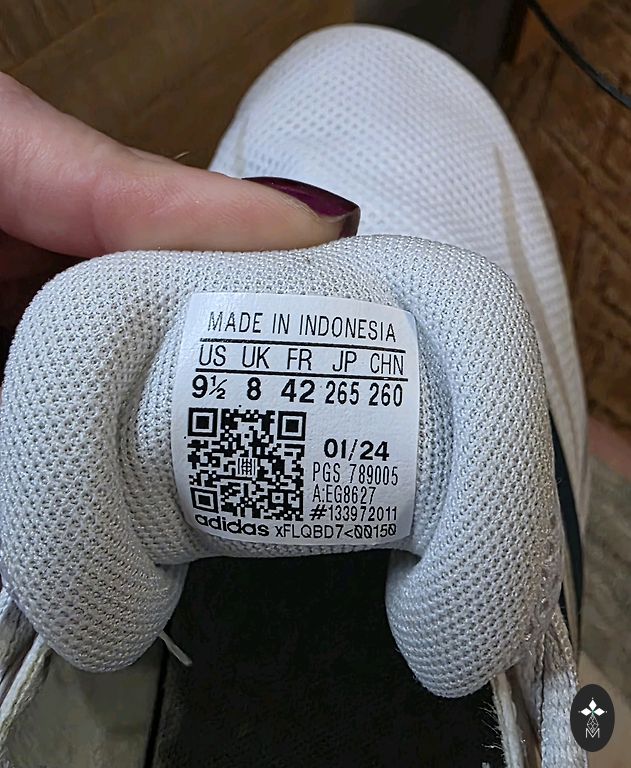 MADE IN INDONESIA
US UK FR JP CHN
9½ 8 42 265 260
01/24
PGS 789005
A:EG8627
#133972011
adidas xFLQBD7<00150
M